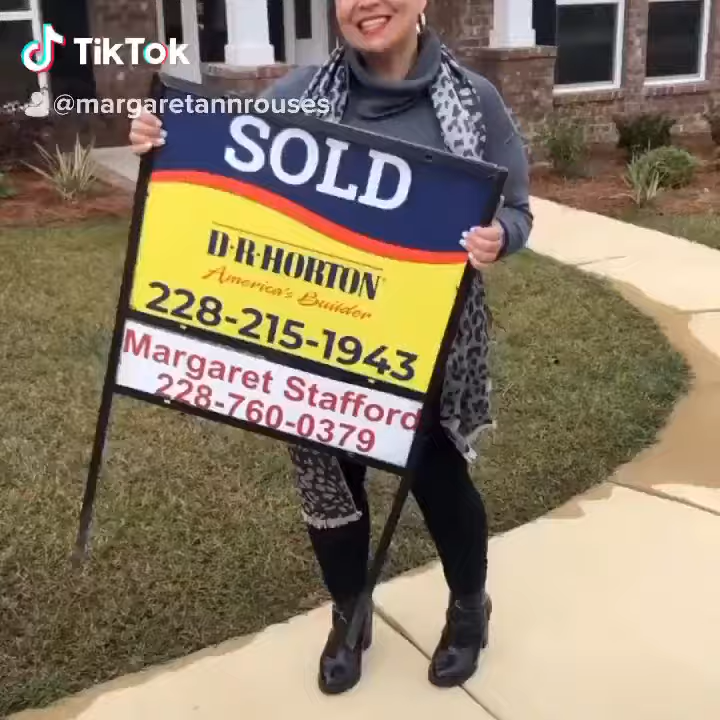 TikTok
@margaretannrouses
SOLD
D·R·HORTON
America's Builder
228-215-1943
Margaret Stafford
228-760-0379